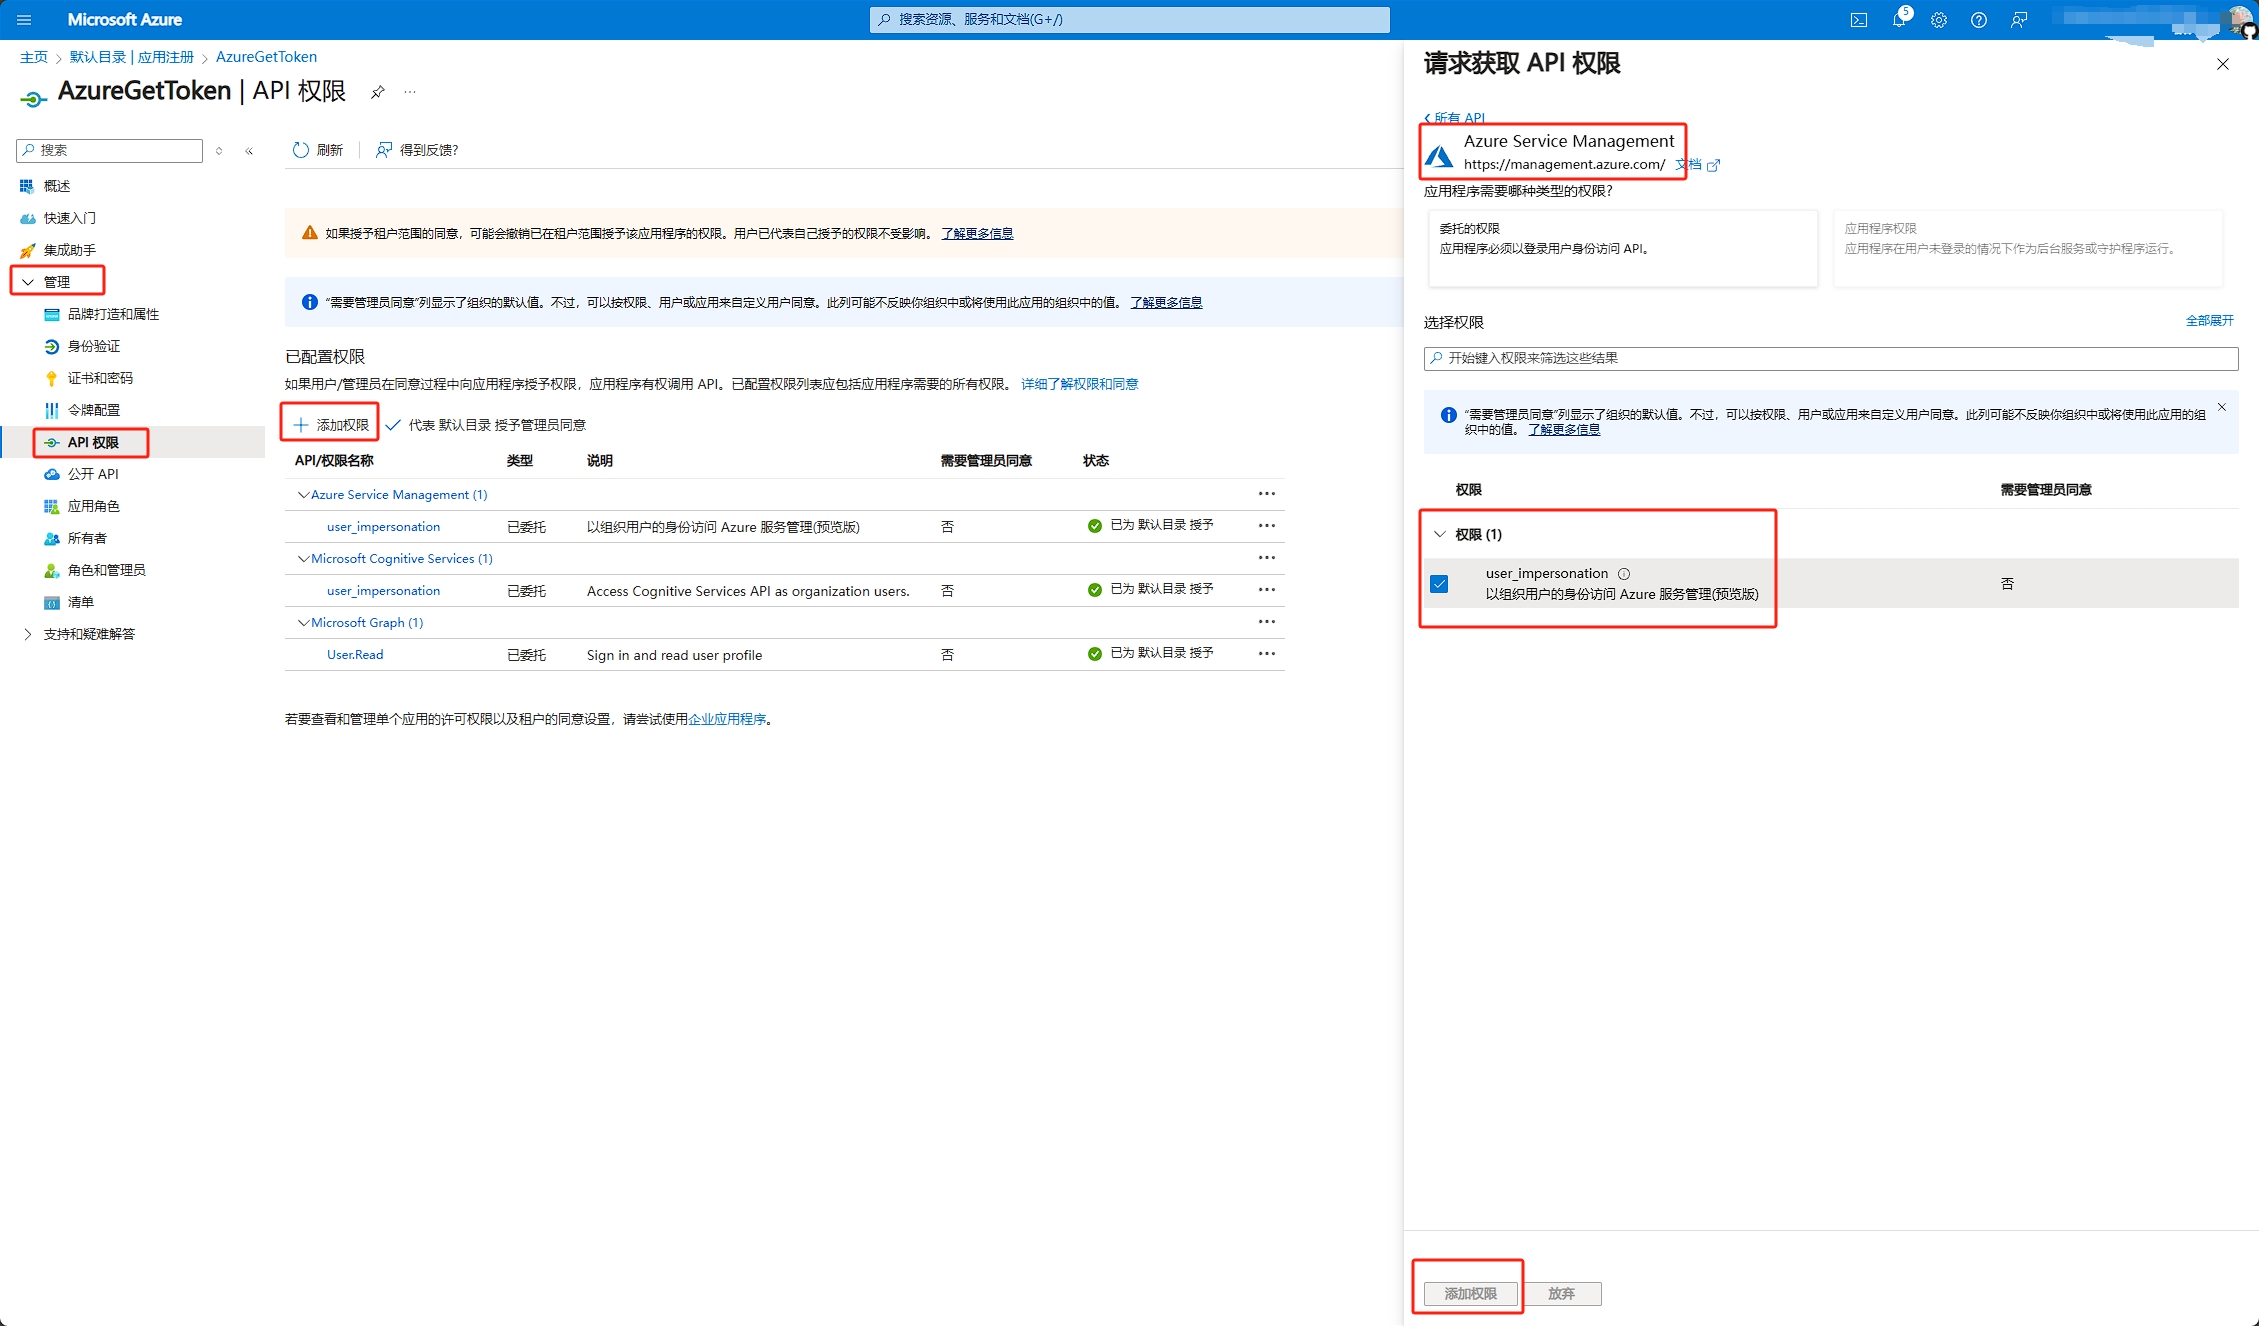 Microsoft Azure
搜索资源、服务和文档(G+/)
5
主页 > 默认目录 | 应用注册 > AzureGetToken
AzureGetToken | API 权限
搜索
概述
快速入门
集成助手
管理
品牌打造和属性
身份验证
证书和密码
令牌配置
API 权限
公开 API
应用角色
所有者
角色和管理员
清单
支持和疑难解答
刷新
得到反馈?
如果授予租户范围的同意，可能会撤销已在租户范围授予该应用程序的权限。用户已代表自己授予的权限不受影响。 了解更多信息
“需要管理员同意”列显示了组织的默认值。不过，可以按权限、用户或应用来自定义用户同意。此列可能不反映你组织中或将使用此应用的组织中的值。 了解更多信息
已配置权限
如果用户/管理员在同意过程中向应用程序授予权限，应用程序有权调用 API。已配置权限列表应包括应用程序需要的所有权限。 详细了解权限和同意
添加权限 代表 默认目录 授予管理员同意
API/权限名称 类型 说明 需要管理员同意 状态
Azure Service Management (1)
user_impersonation 已委托 以组织用户的身份访问 Azure 服务管理(预览版) 否 已为 默认目录 授予
Microsoft Cognitive Services (1)
user_impersonation 已委托 Access Cognitive Services API as organization users. 否 已为 默认目录 授予
Microsoft Graph (1)
User.Read 已委托 Sign in and read user profile 否 已为 默认目录 授予
若要查看和管理单个应用的许可权限以及租户的同意设置，请尝试使用企业应用程序。
请求获取 API 权限
所有 API
Azure Service Management
https://management.azure.com/ 文档
应用程序需要哪种类型的权限?
委托的权限
应用程序必须以登录用户身份访问 API。
应用程序权限
应用程序在用户未登录的情况下作为后台服务或守护程序运行。
选择权限
全部展开
开始键入权限来筛选这些结果
“需要管理员同意”列显示了组织的默认值。不过，可以按权限、用户或应用来自定义用户同意。此列可能不反映你组织中或将使用此应用的组
织中的值。 了解更多信息
权限 需要管理员同意
权限 (1)
user_impersonation
以组织用户的身份访问 Azure 服务管理(预览版)
否
添加权限
放弃